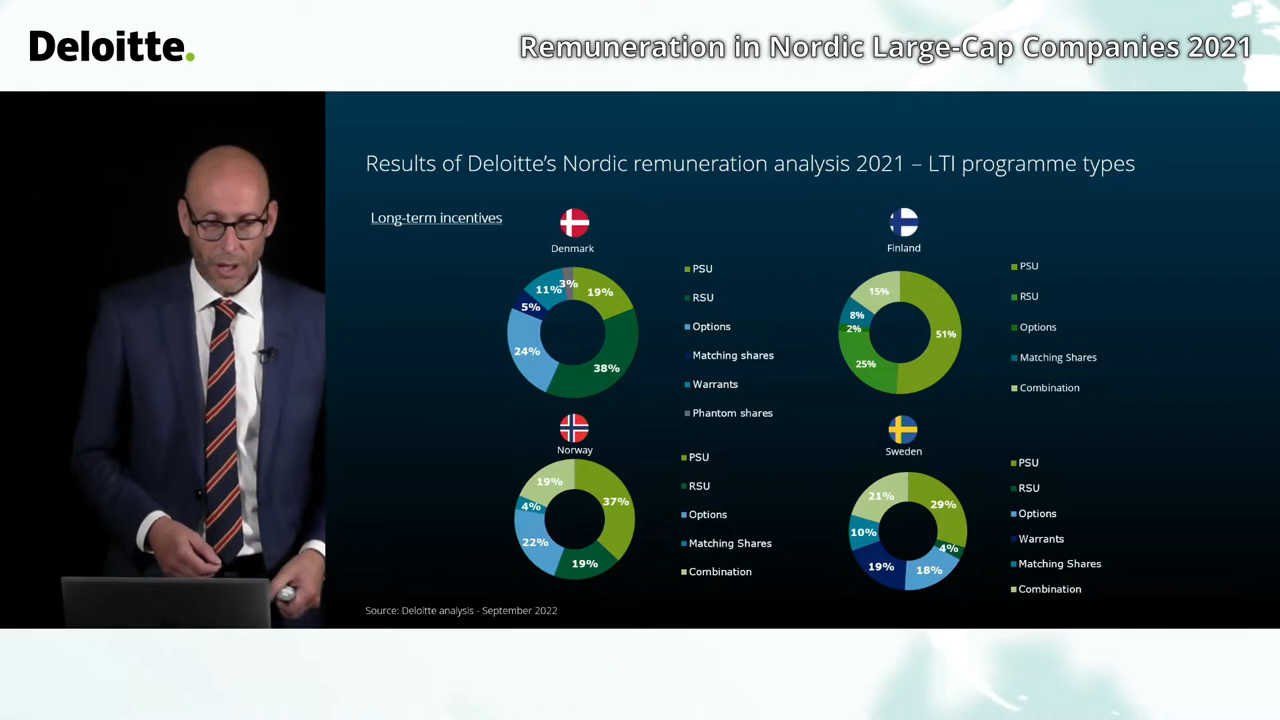 Deloitte.
Remuneration in Nordic Large-Cap Companies 2021
Results of Deloitte's Nordic remuneration analysis 2021 – LTI programme types
Long-term incentives
Denmark
19%
38%
24%
5%
11%
3%
PSU
RSU
Options
Matching shares
Warrants
Phantom shares
Finland
51%
25%
2%
8%
15%
PSU
RSU
Options
Matching Shares
Combination
Norway
37%
19%
22%
4%
19%
PSU
RSU
Options
Matching Shares
Combination
Sweden
29%
4%
18%
19%
10%
21%
PSU
RSU
Options
Warrants
Matching Shares
Combination
Source: Deloitte analysis - September 2022